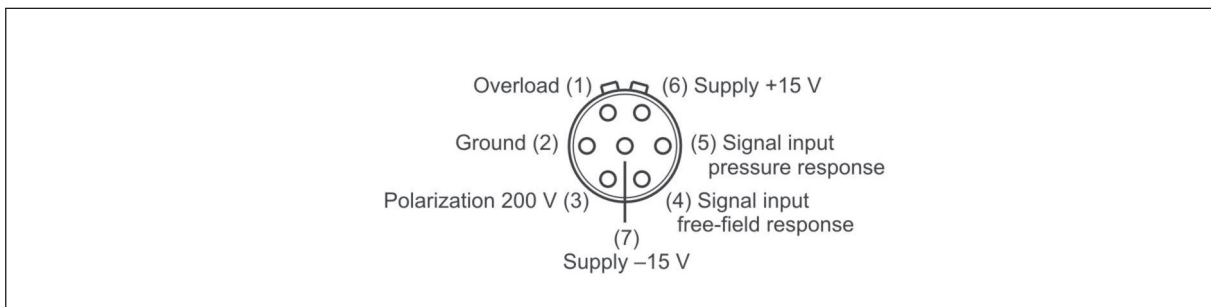 Overload (1)
(6) Supply +15 V
Ground (2)
(5) Signal input
pressure response
Polarization 200 V (3)
(4) Signal input
free-field response
(7)
Supply –15 V